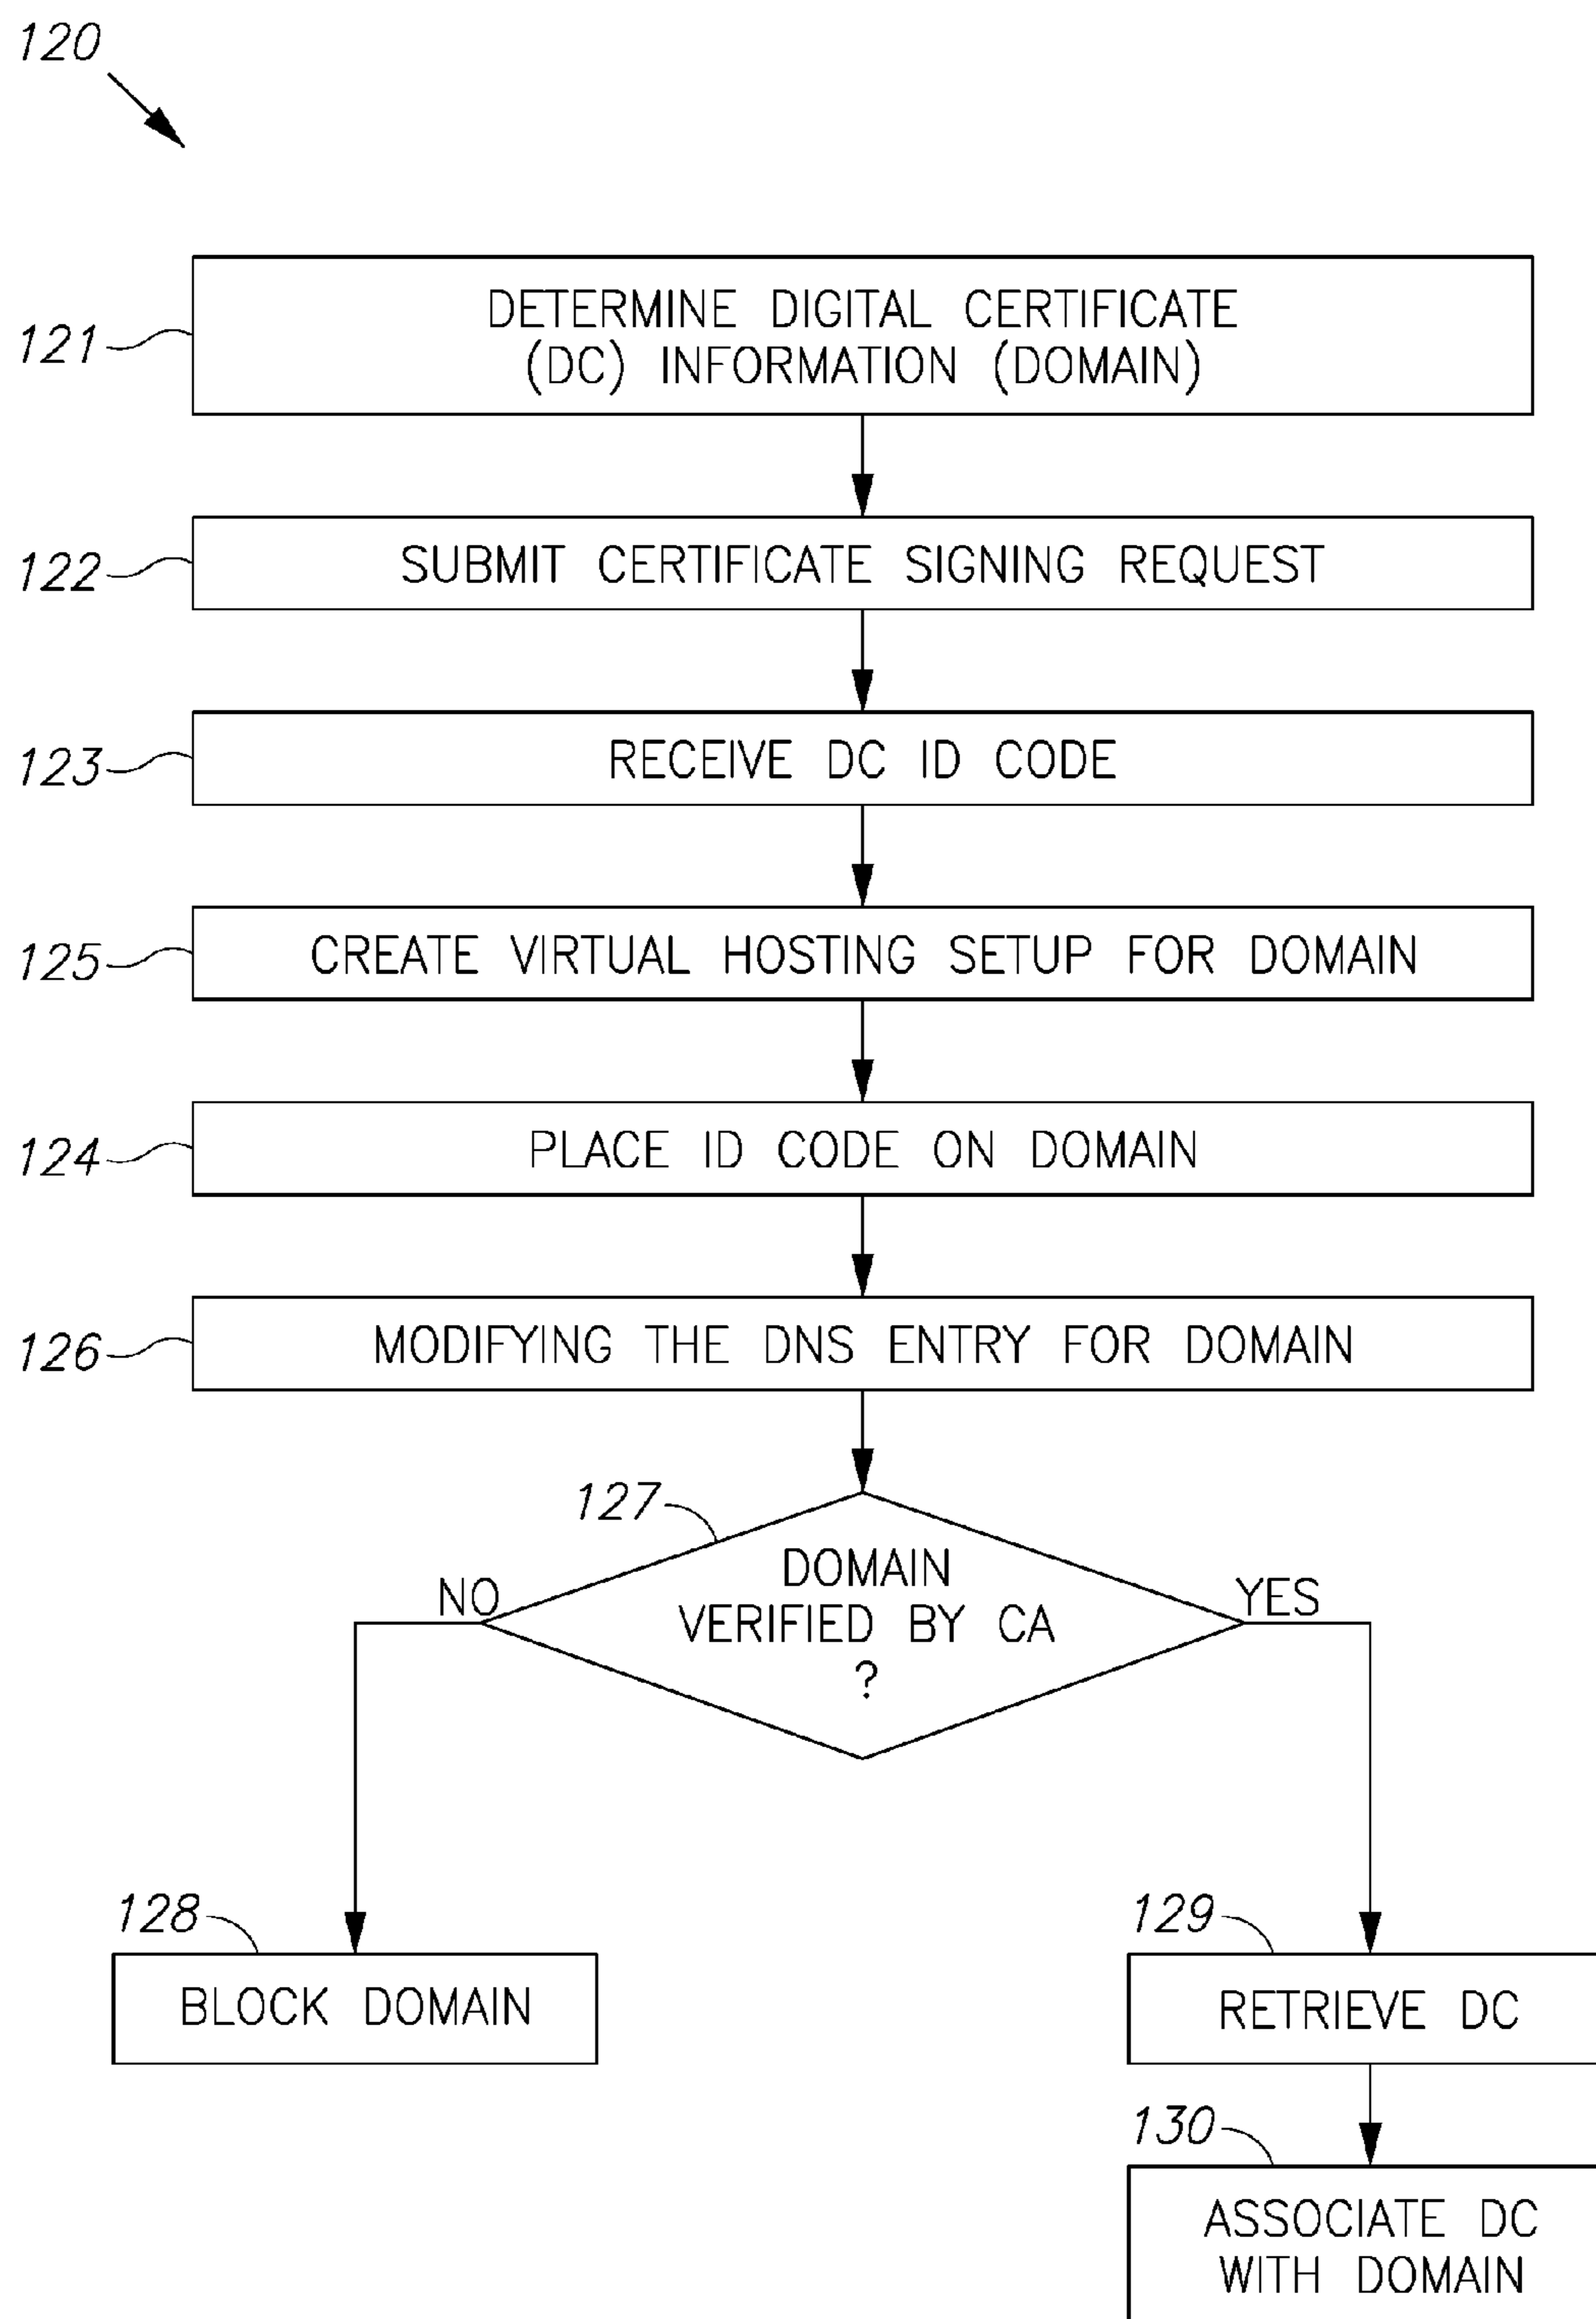 120
121
DETERMINE DIGITAL CERTIFICATE
(DC) INFORMATION (DOMAIN)
122
SUBMIT CERTIFICATE SIGNING REQUEST
123
RECEIVE DC ID CODE
125
CREATE VIRTUAL HOSTING SETUP FOR DOMAIN
124
PLACE ID CODE ON DOMAIN
126
MODIFYING THE DNS ENTRY FOR DOMAIN
127
DOMAIN
VERIFIED BY CA
?
NO
YES
128
BLOCK DOMAIN
129
RETRIEVE DC
130
ASSOCIATE DC
WITH DOMAIN